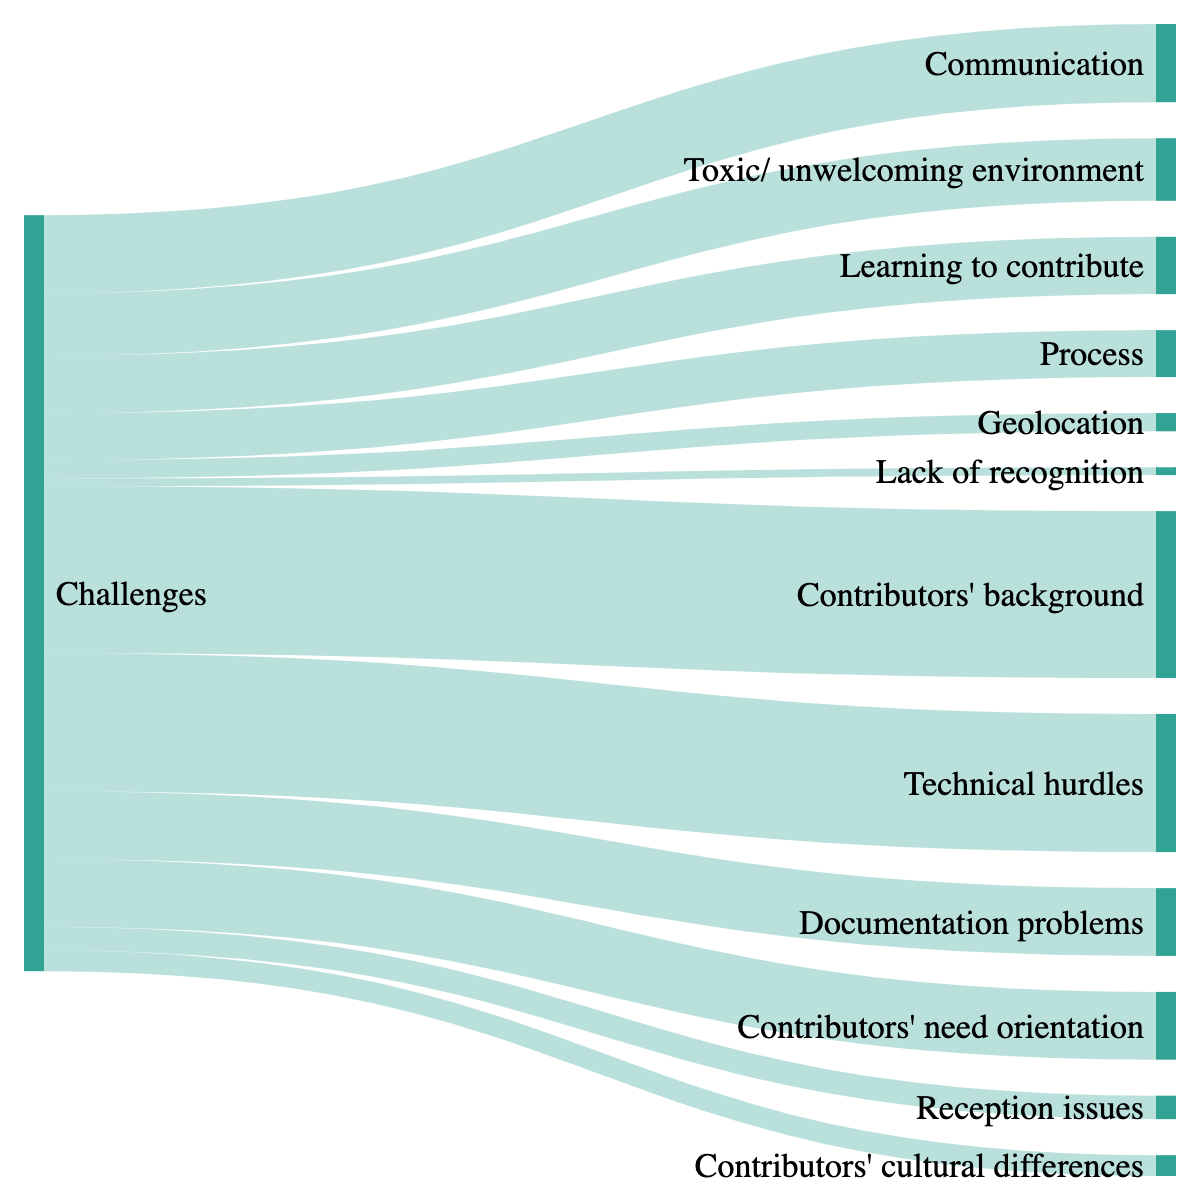 Communication
Toxic/ unwelcoming environment
Learning to contribute
Process
Geolocation
Lack of recognition
Challenges
Contributors' background
Technical hurdles
Documentation problems
Contributors' need orientation
Reception issues
Contributors' cultural differences